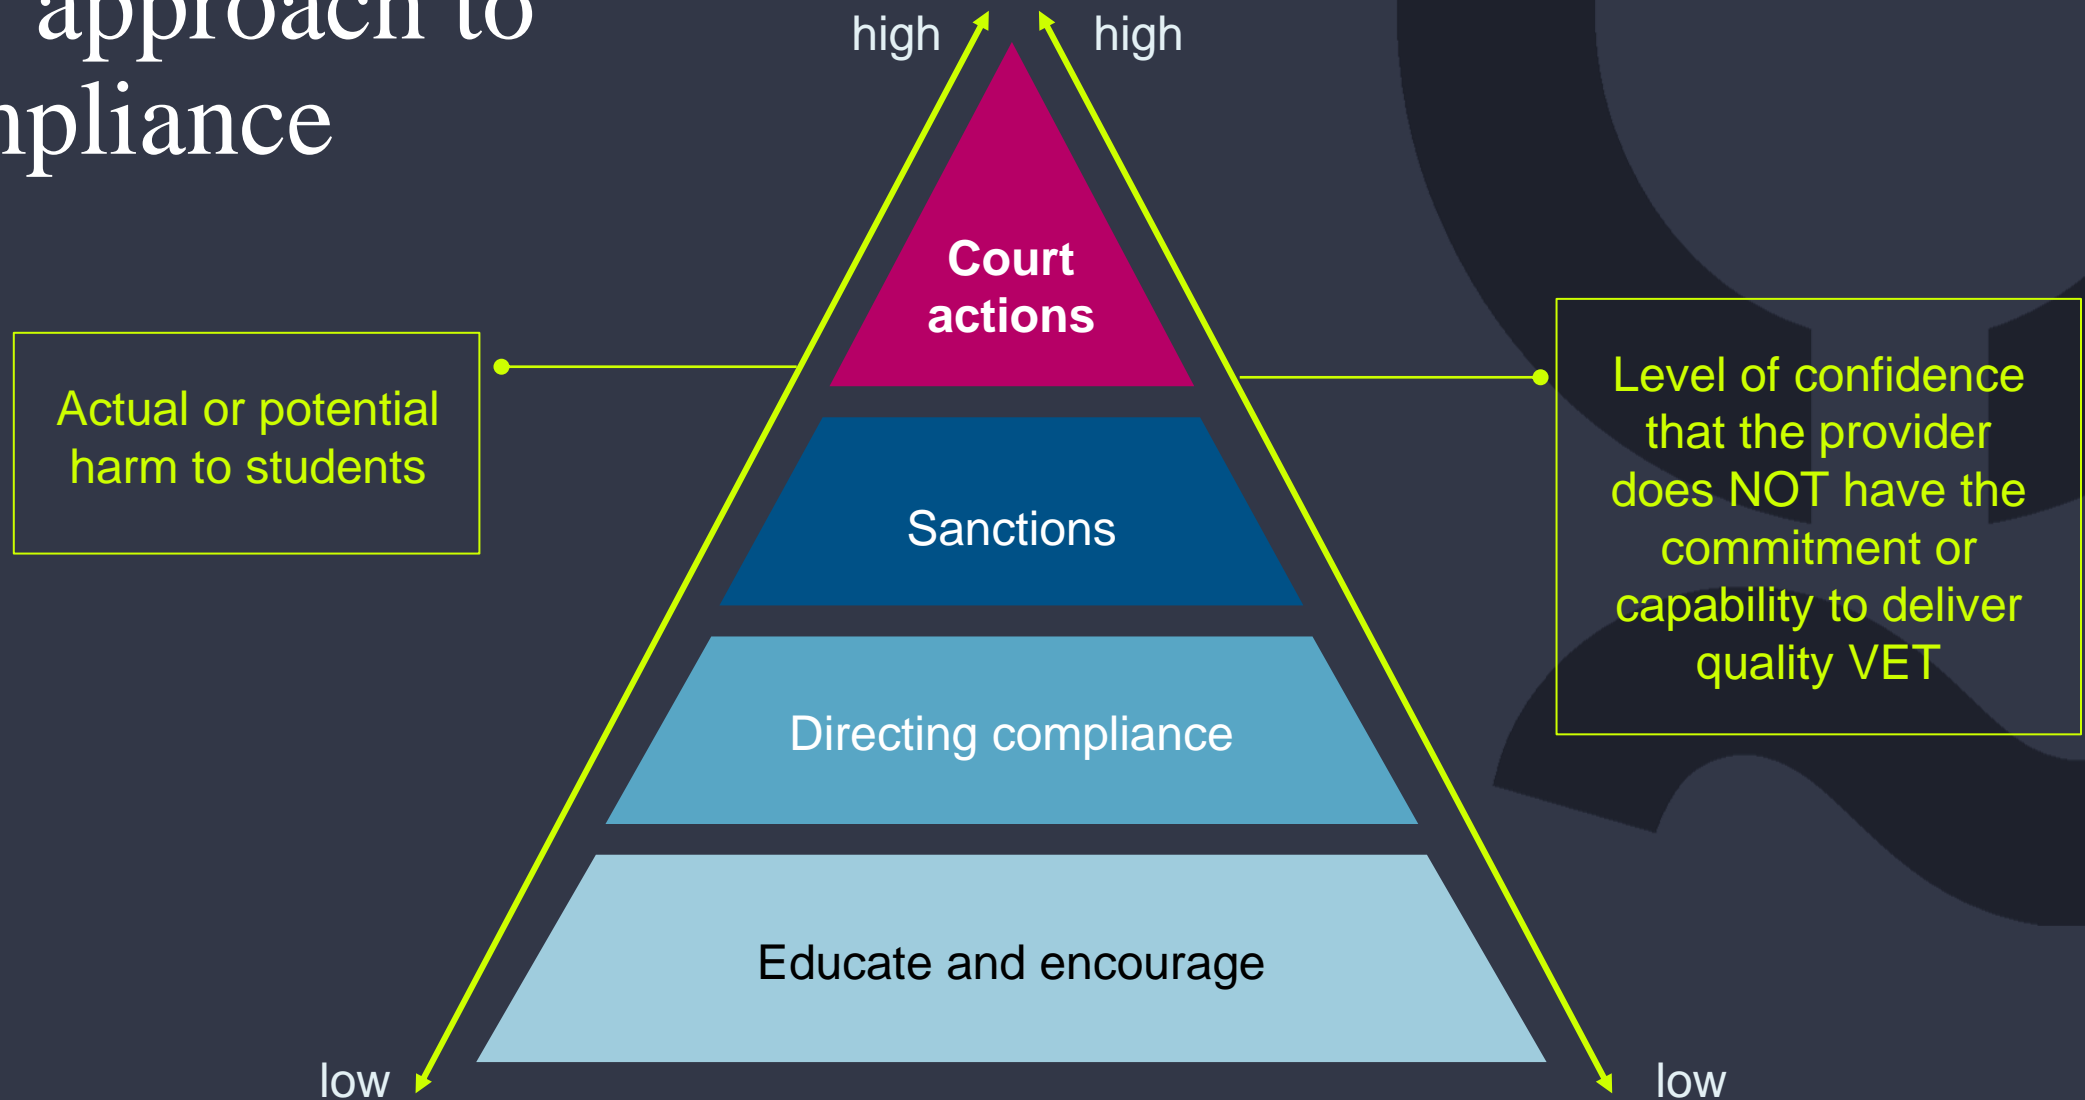 approach to
high
high
Court
actions
Actual or potential
harm to students
Level of confidence
that the provider
does NOT have the
commitment or
capability to deliver
quality VET
Sanctions
Directing compliance
Educate and encourage
low
low